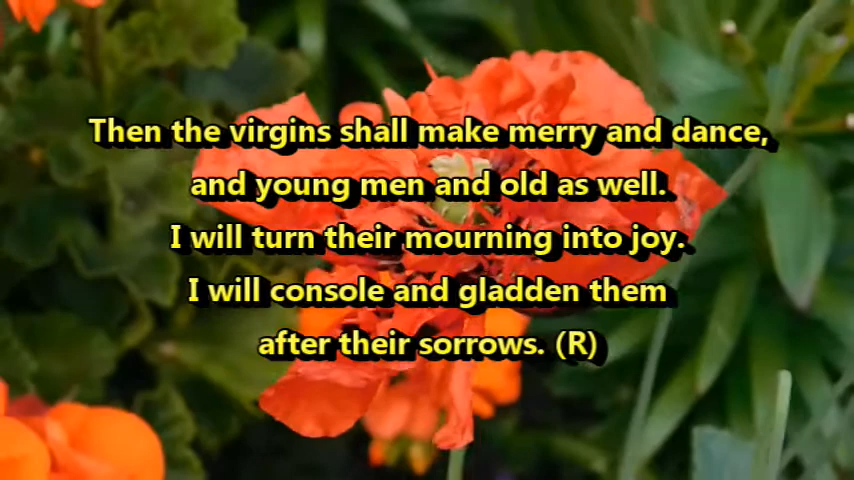 Then the virgins shall make merry and dance,
and young men and old as well.
I will turn their mourning into joy.
I will console and gladden them
after their sorrows. (R)